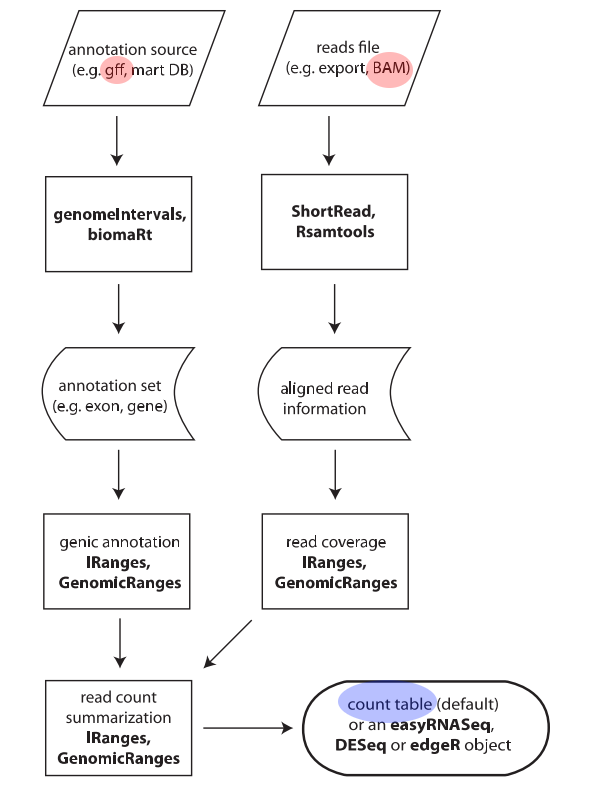 annotation source
(e.g. gff, mart DB)
reads file
(e.g. export, BAM)
genomeIntervals,
biomaRt
ShortRead,
Rsamtools
annotation set
(e.g. exon, gene)
aligned read
information
genic annotation
IRanges,
GenomicRanges
read coverage
IRanges,
GenomicRanges
read count
summarization
IRanges,
GenomicRanges
count table (default)
or an easyRNASeq,
DESeq or edgeR object